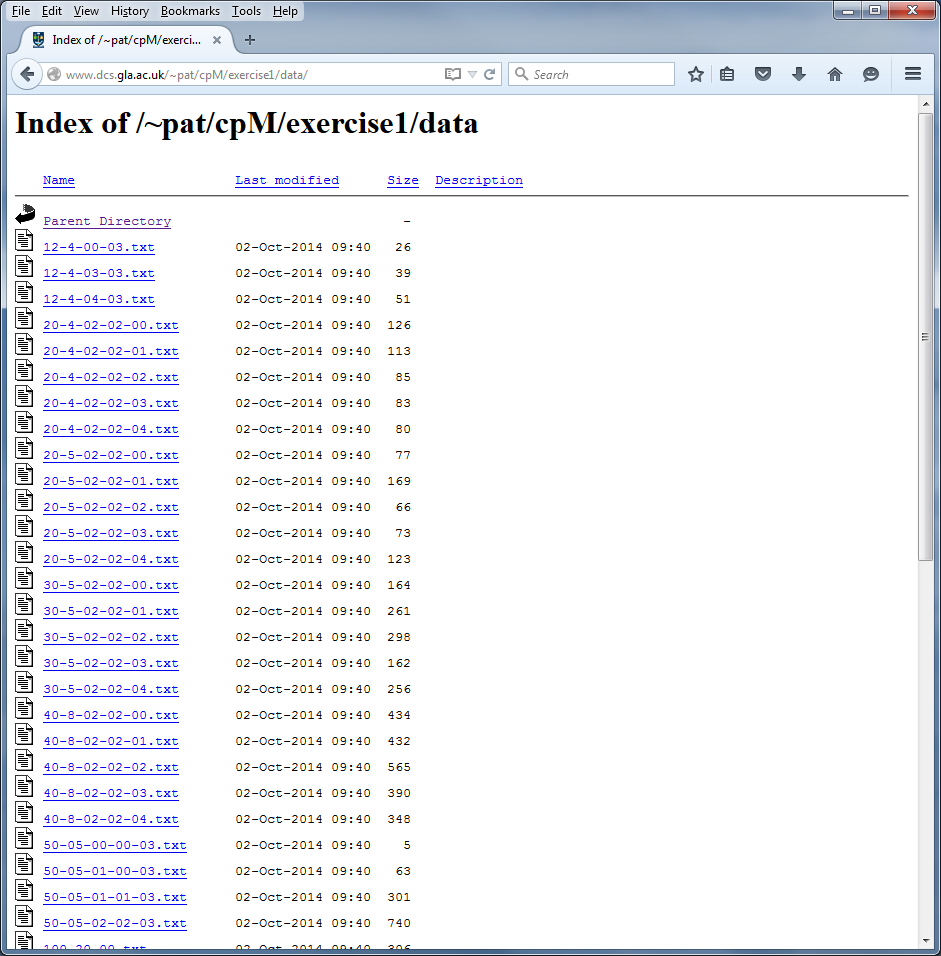 File Edit View History Bookmarks Tools Help
Index of /~pat/cpM/exerci...
www.dcs.gla.ac.uk/~pat/cpM/exercise1/data/ Search
Index of /~pat/cpM/exercise1/data
Name Last modified Size Description
Parent Directory -
12-4-00-03.txt 02-Oct-2014 09:40 26
12-4-03-03.txt 02-Oct-2014 09:40 39
12-4-04-03.txt 02-Oct-2014 09:40 51
20-4-02-02-00.txt 02-Oct-2014 09:40 126
20-4-02-02-01.txt 02-Oct-2014 09:40 113
20-4-02-02-02.txt 02-Oct-2014 09:40 85
20-4-02-02-03.txt 02-Oct-2014 09:40 83
20-4-02-02-04.txt 02-Oct-2014 09:40 80
20-5-02-02-00.txt 02-Oct-2014 09:40 77
20-5-02-02-01.txt 02-Oct-2014 09:40 169
20-5-02-02-02.txt 02-Oct-2014 09:40 66
20-5-02-02-03.txt 02-Oct-2014 09:40 73
20-5-02-02-04.txt 02-Oct-2014 09:40 123
30-5-02-02-00.txt 02-Oct-2014 09:40 164
30-5-02-02-01.txt 02-Oct-2014 09:40 261
30-5-02-02-02.txt 02-Oct-2014 09:40 298
30-5-02-02-03.txt 02-Oct-2014 09:40 162
30-5-02-02-04.txt 02-Oct-2014 09:40 256
40-8-02-02-00.txt 02-Oct-2014 09:40 434
40-8-02-02-01.txt 02-Oct-2014 09:40 432
40-8-02-02-02.txt 02-Oct-2014 09:40 565
40-8-02-02-03.txt 02-Oct-2014 09:40 390
40-8-02-02-04.txt 02-Oct-2014 09:40 348
50-05-00-00-03.txt 02-Oct-2014 09:40 5
50-05-01-00-03.txt 02-Oct-2014 09:40 63
50-05-01-01-03.txt 02-Oct-2014 09:40 301
50-05-02-02-03.txt 02-Oct-2014 09:40 740
02-Oct-2014 09:40